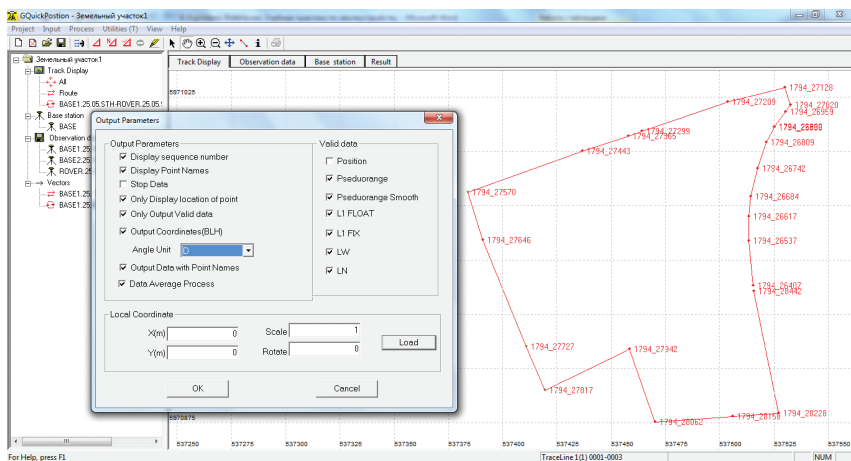 GQuickPostion - Земельный участок1
Project Input Process Utilities (T) View Help
Земельный участок1
Track Display
All
Route
BASE1.25.05.STH-ROVER.25.05.
Base station
BASE
Observation d
BASE1.25
BASE2.25
ROVER.25
Vectors
BASE1.25
BASE1.25
Track Display Observation data Base station Result
5971025
5970875
537250 537275 537300 537325 537350 537375 537400 537425 537450 537475 537500 537525 537550
1794_27128
1794_27209
1794_27020
1794_26959
1794_27299
1794_27365
1794_26809
1794_27443
1794_26742
1794_27570
1794_26684
1794_26617
1794_27646
1794_26537
1794_26407
1794_28442
1794_27727
1794_27342
1794_27817
1794_28228
1794_28150
1794_28062
Output Parameters
Output Parameters
Display sequence number
Display Point Names
Stop Data
Only Display location of point
Only Output Valid data
Output Coordinates(BLH)
Angle Unit D
Output Data with Point Names
Data Average Process
Valid data
Position
Pseduorange
Pseduorange Smooth
L1 FLOAT
L1 FIX
LW
LN
Local Coordinate
X(m) 0 Scale 1
Y(m) 0 Rotate 0
Load
OK Cancel
For Help, press F1 TraceLine 1(1) 0001-0003 NUM